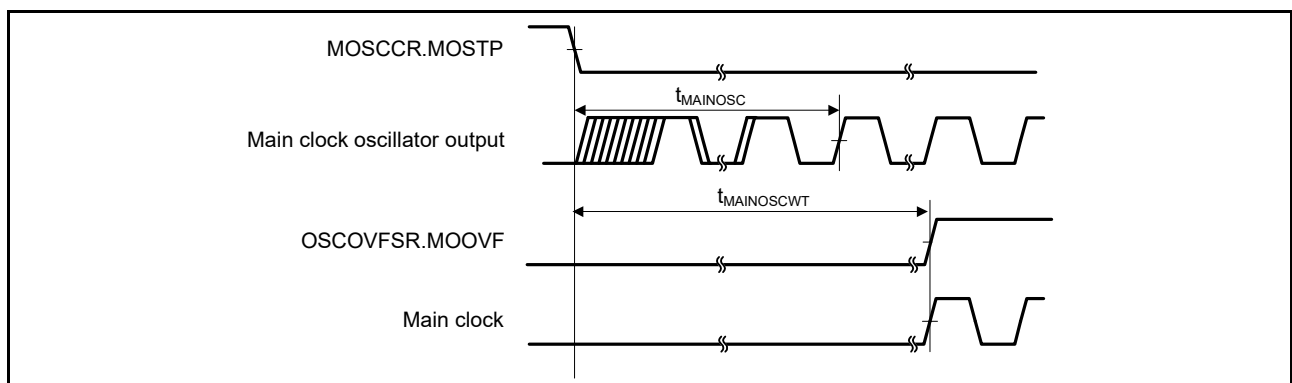 MOSCCR.MOSTP
tMAINOSC
Main clock oscillator output
tMAINOSCWT
OSCOVFSR.MOOVF
Main clock